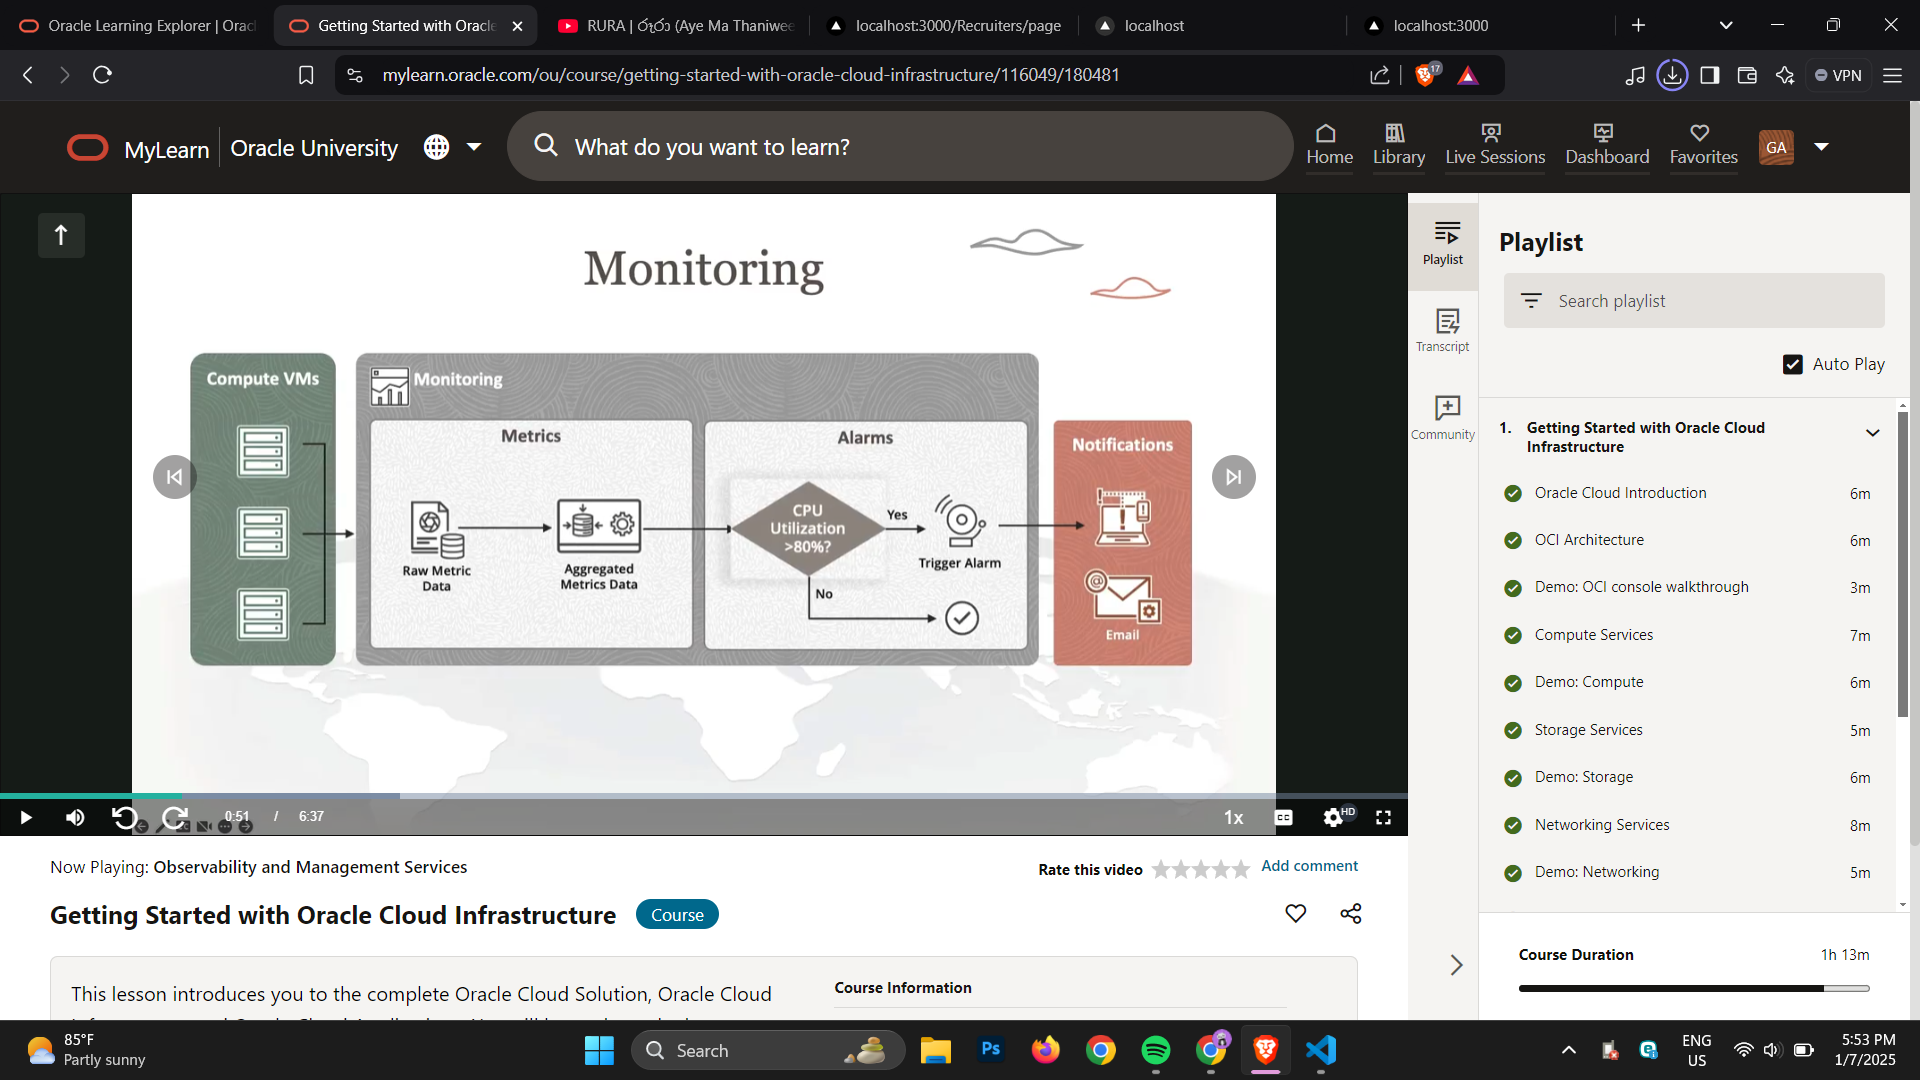 Oracle Learning Explorer | Orac
Getting Started with Oracle
RURA | රූරා (Aye Ma Thaniwee
localhost:3000/Recruiters/page
localhost
localhost:3000
mylearn.oracle.com/ou/course/getting-started-with-oracle-cloud-infrastructure/116049/180481
17
VPN
MyLearn
Oracle University
What do you want to learn?
Home
Library
Live Sessions
Dashboard
Favorites
GA
Monitoring
Compute VMs
Monitoring
Metrics
Raw Metric
Data
Aggregated
Metrics Data
Alarms
CPU
Utilization
>80%?
Yes
No
Trigger Alarm
Notifications
Email
0:51 / 6:37
1x
CC
HD
Playlist
Transcript
Community
Playlist
Search playlist
Auto Play
1. Getting Started with Oracle Cloud
Infrastructure
Oracle Cloud Introduction 6m
OCI Architecture 6m
Demo: OCI console walkthrough 3m
Compute Services 7m
Demo: Compute 6m
Storage Services 5m
Demo: Storage 6m
Networking Services 8m
Demo: Networking 5m
Course Duration 1h 13m
Now Playing: Observability and Management Services
Rate this video
Add comment
Getting Started with Oracle Cloud Infrastructure
Course
This lesson introduces you to the complete Oracle Cloud Solution, Oracle Cloud
Course Information
85°F
Partly sunny
Search
Ps
ENG
US
5:53 PM
1/7/2025